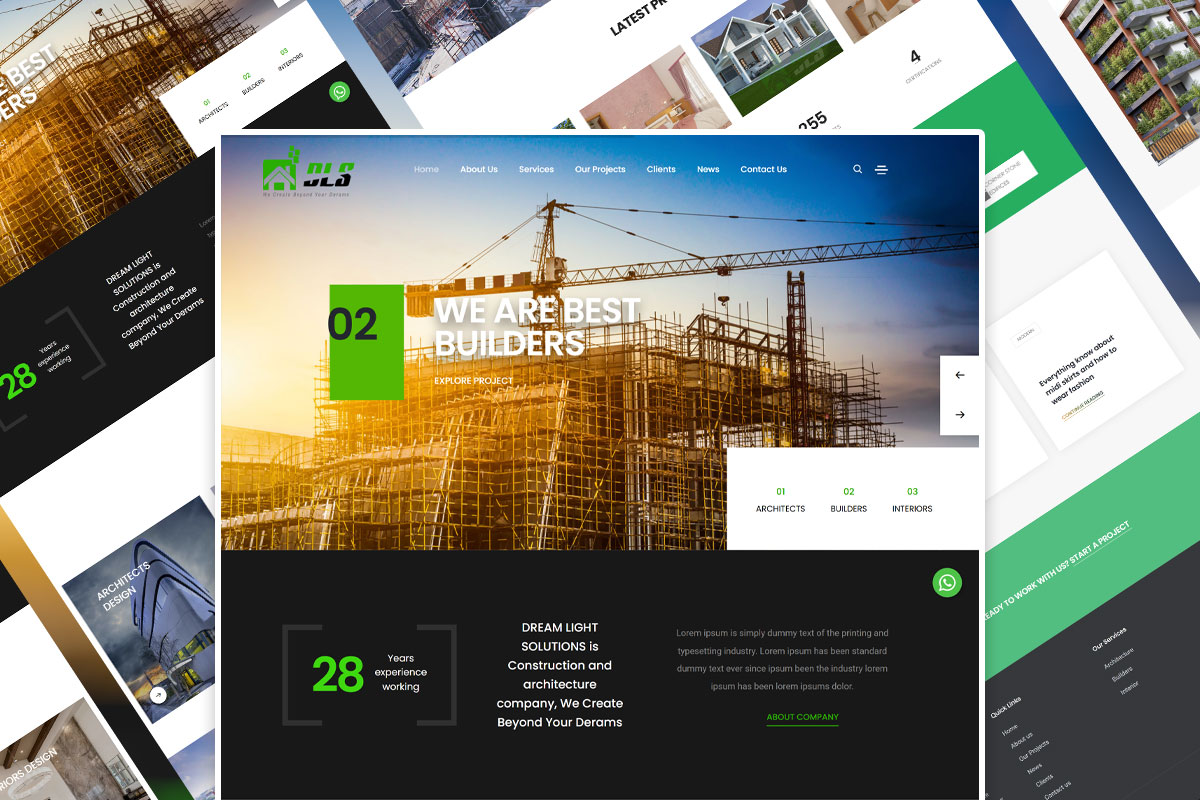 E BEST
ERS
01
ARCHITECTS
02
BUILDERS
03
INTERIORS
LATEST PR
4
CERTIFICATIONS
255
DREAM LIGHT
SOLUTIONS is
Construction and
architecture
company, We Create
Beyond Your Derams
28
Years
experience
working
ARCHITECTS
DESIGN
RIORS DESIGN
DLS
We Create Beyond Your Derams
Home
About Us
Services
Our Projects
Clients
News
Contact Us
02
WE ARE BEST
BUILDERS
EXPLORE PROJECT
01
ARCHITECTS
02
BUILDERS
03
INTERIORS
28
Years
experience
working
DREAM LIGHT
SOLUTIONS is
Construction and
architecture
company, We Create
Beyond Your Derams
Lorem ipsum is simply dummy text of the printing and
typesetting industry. Lorem ipsum has been standard
dummy text ever since ipsum been the industry lorem
ipsum has been lorem ipsums dolor.
ABOUT COMPANY
CORNER STONE
EDIFICES
MODERN
Everything know about
midi skirts and how to
wear fashion
CONTINUE READING
READY TO WORK WITH US? START A PROJECT
Our Services
Architecture
Builders
Interior
Quick Links
Home
About us
Our Projects
News
Clients
Contact us